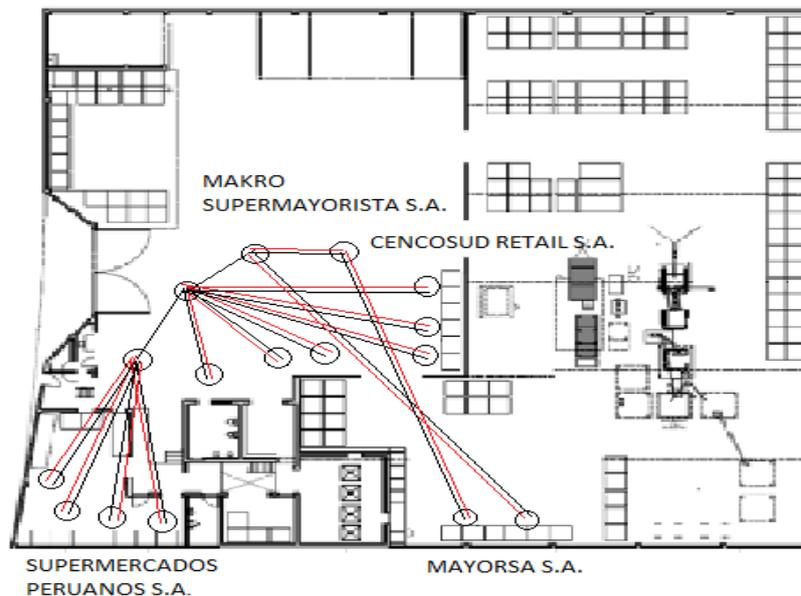 MAKRO
SUPERMAYORISTA S.A.
CENCOSUD RETAIL S.A.
SUPERMERCADOS
PERUANOS S.A.
MAYORSA S.A.